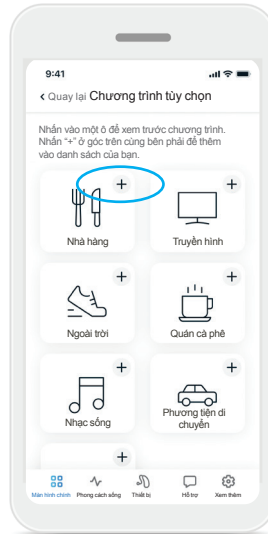 9:41
Quay lại Chương trình tùy chọn
Nhấn vào một ô để xem trước chương trình.
Nhấn "+" ở góc trên cùng bên phải để thêm
vào danh sách của bạn.
+ +
Nhà hàng Truyền hình
+ +
Ngoài trời Quán cà phê
+ +
Nhạc sống Phương tiện di
chuyển
+
Màn hình chính Phong cách sống Thiết bị Hỗ trợ Xem thêm